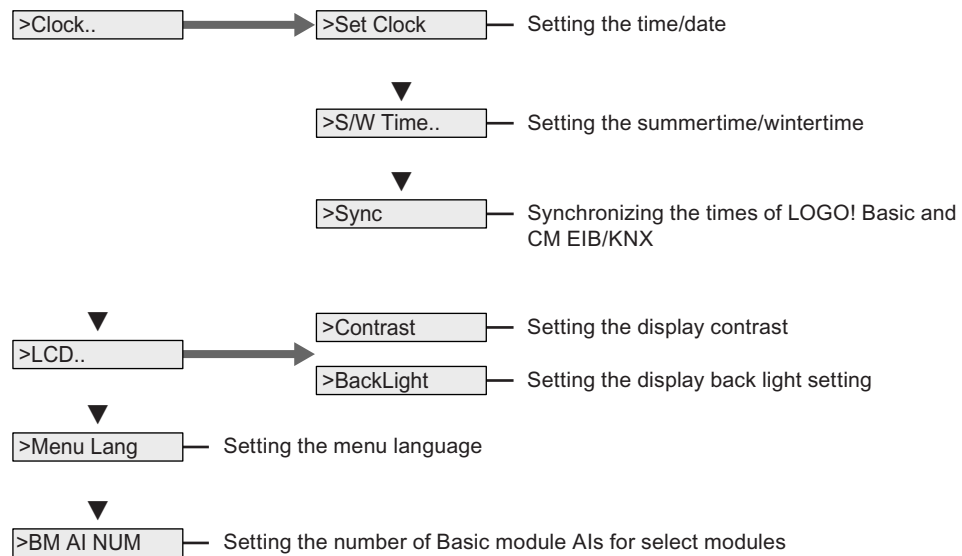 >Clock..
>Set Clock
Setting the time/date
>S/W Time..
Setting the summertime/wintertime
>Sync
Synchronizing the times of LOGO! Basic and
CM EIB/KNX
>LCD..
>Contrast
Setting the display contrast
>BackLight
Setting the display back light setting
>Menu Lang
Setting the menu language
>BM AI NUM
Setting the number of Basic module AIs for select modules